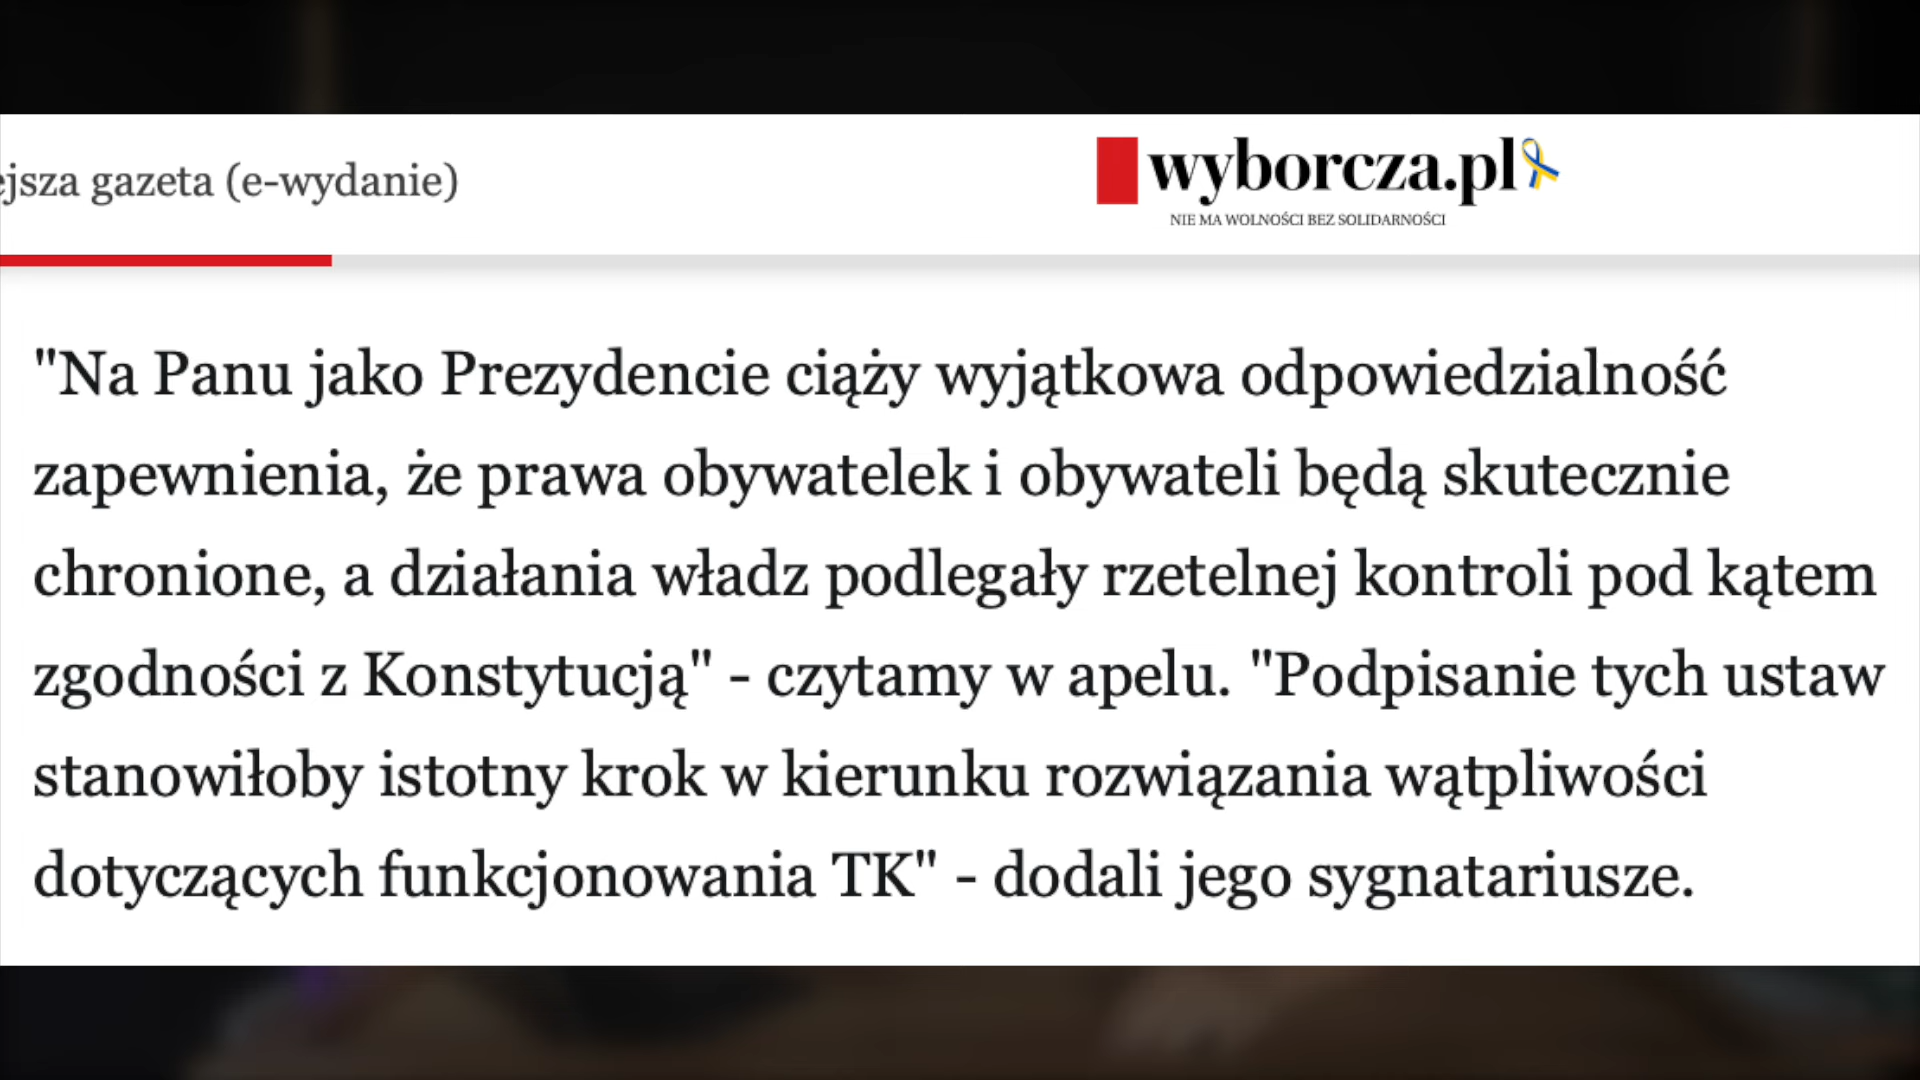 gazeta (e-wydanie)
wyborcza.pl
NIE MA WOLNOŚCI BEZ SOLIDARNOŚCI
"Na Panu jako Prezydencie ciąży wyjątkowa odpowiedzialność
zapewnienia, że prawa obywatelek i obywateli będą skutecznie
chronione, a działania władz podlegały rzetelnej kontroli pod kątem
zgodności z Konstytucją" - czytamy w apelu. "Podpisanie tych ustaw
stanowiłoby istotny krok w kierunku rozwiązania wątpliwości
dotyczących funkcjonowania TK" - dodali jego sygnatariusze.